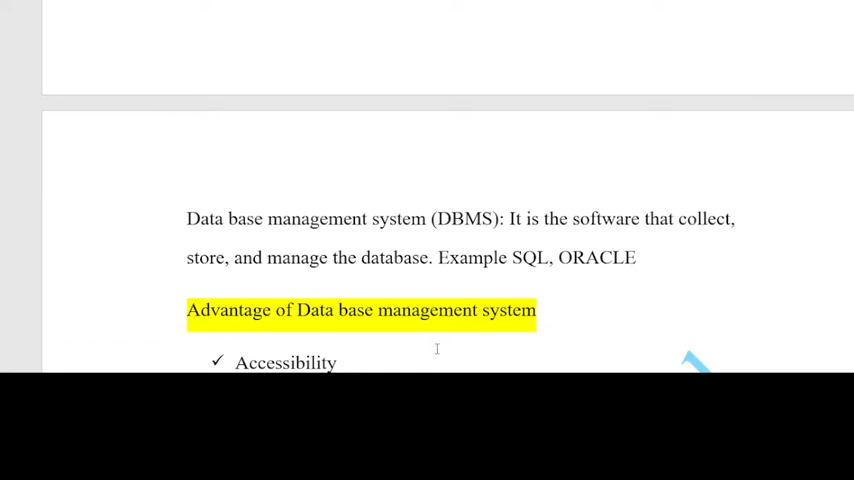 Data base management system (DBMS): It is the software that collect,
store, and manage the database. Example SQL, ORACLE
Advantage of Data base management system
✓ Accessibility